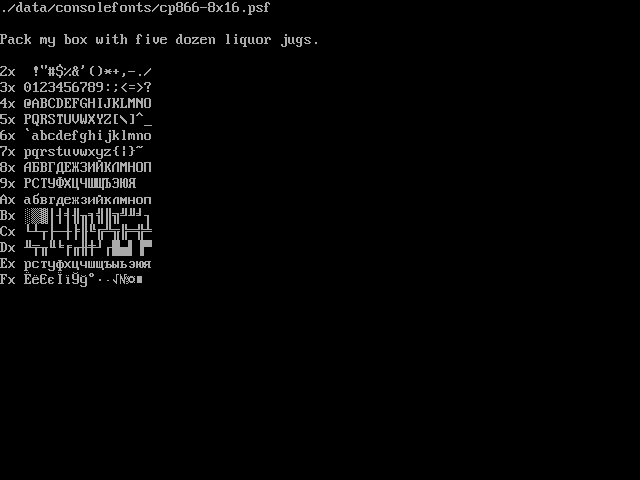 ./data/consolefonts/cp866-8x16.psf
Pack my box with five dozen liquor jugs.
2x  !"#$%&'()*+,-./
3x 0123456789:;<=>?
4x @ABCDEFGHIJKLMNO
5x PQRSTUVWXYZ[\]^_
6x `abcdefghijklmno
7x pqrstuvwxyz{|}~
8x АБВГДЕЖЗИЙКЛМНОП
9x РСТУФХЦЧШЩЪЫЬЭЮЯ
Ax абвгдежзийклмноп
Bx ░▒▓│┤╡╢╖╕╣║╗╝╜╛┐
Cx └┴┬├─┼╞╟╚╔╩╦╠═╬╧
Dx ╨╤╥╙╘╒╓╫╪┘┌█▄▌▐▀
Ex рстуфхцчшщъыьэюя
Fx ЁёЄєЇїЎў°∙·√№¤■